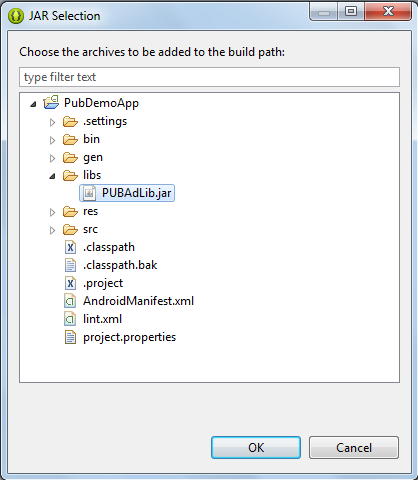 JAR Selection
Choose the archives to be added to the build path:
type filter text
PubDemoApp
.settings
bin
gen
libs
PUBAdLib.jar
res
src
.classpath
.classpath.bak
.project
AndroidManifest.xml
lint.xml
project.properties
OK Cancel